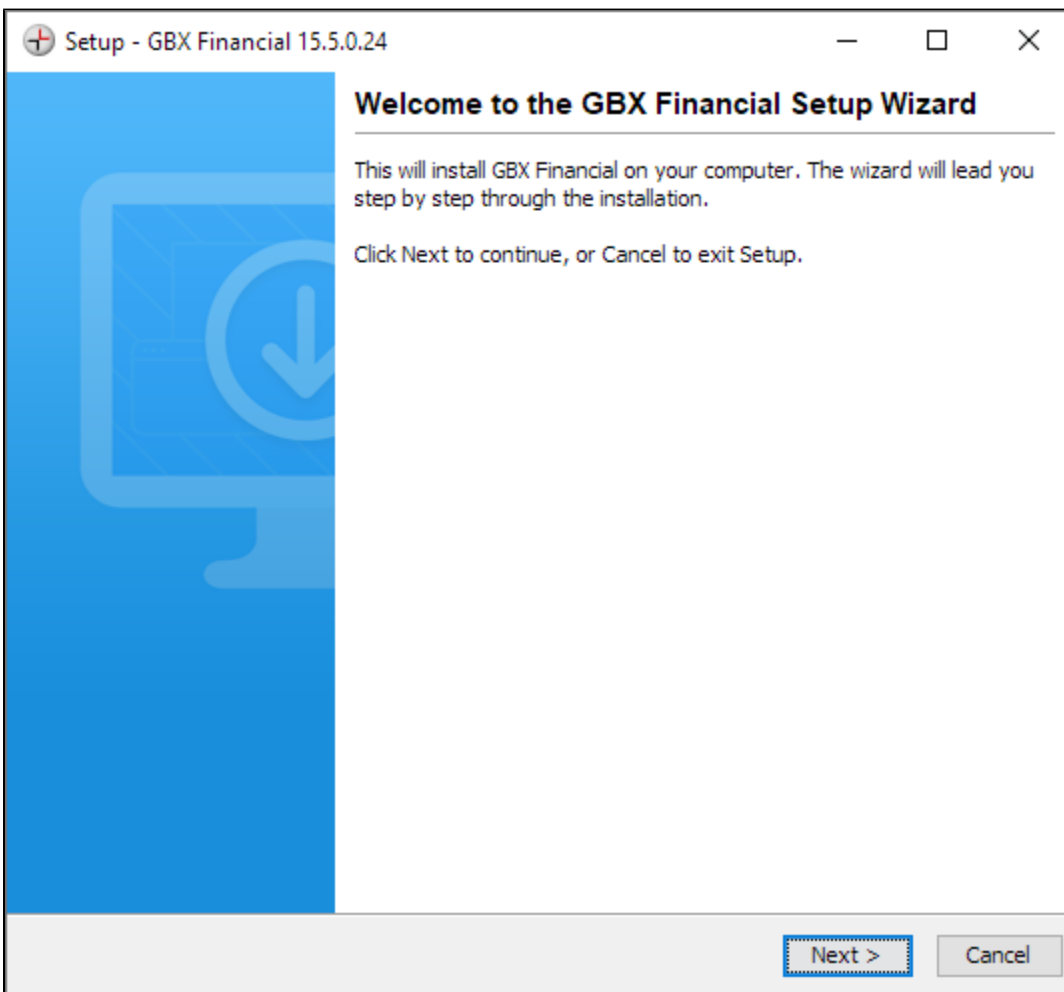 Setup - GBX Financial 15.5.0.24
Welcome to the GBX Financial Setup Wizard
This will install GBX Financial on your computer. The wizard will lead you
step by step through the installation.
Click Next to continue, or Cancel to exit Setup.
Next >
Cancel